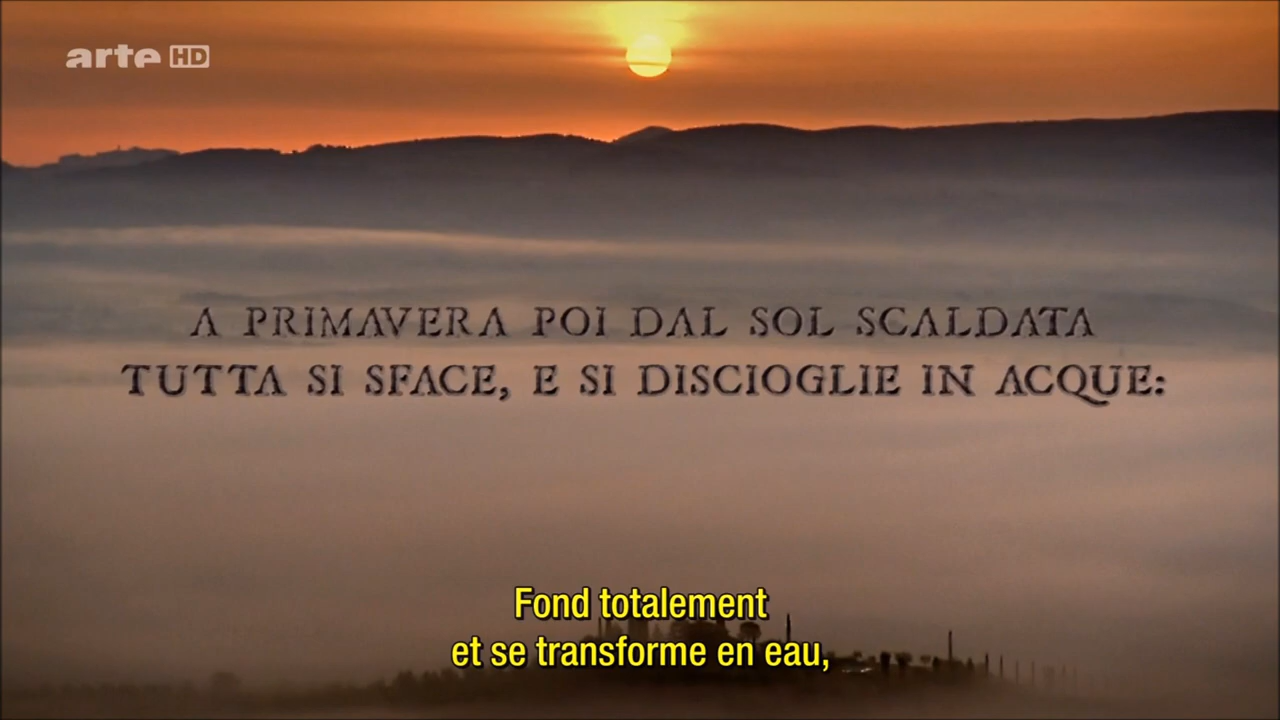 arte HD
A PRIMAVERA POI DAL SOL SCALDATA
TUTTA SI SFACE, E SI DISCIOGLIE IN ACQUE:
Fond totalement
et se transforme en eau,